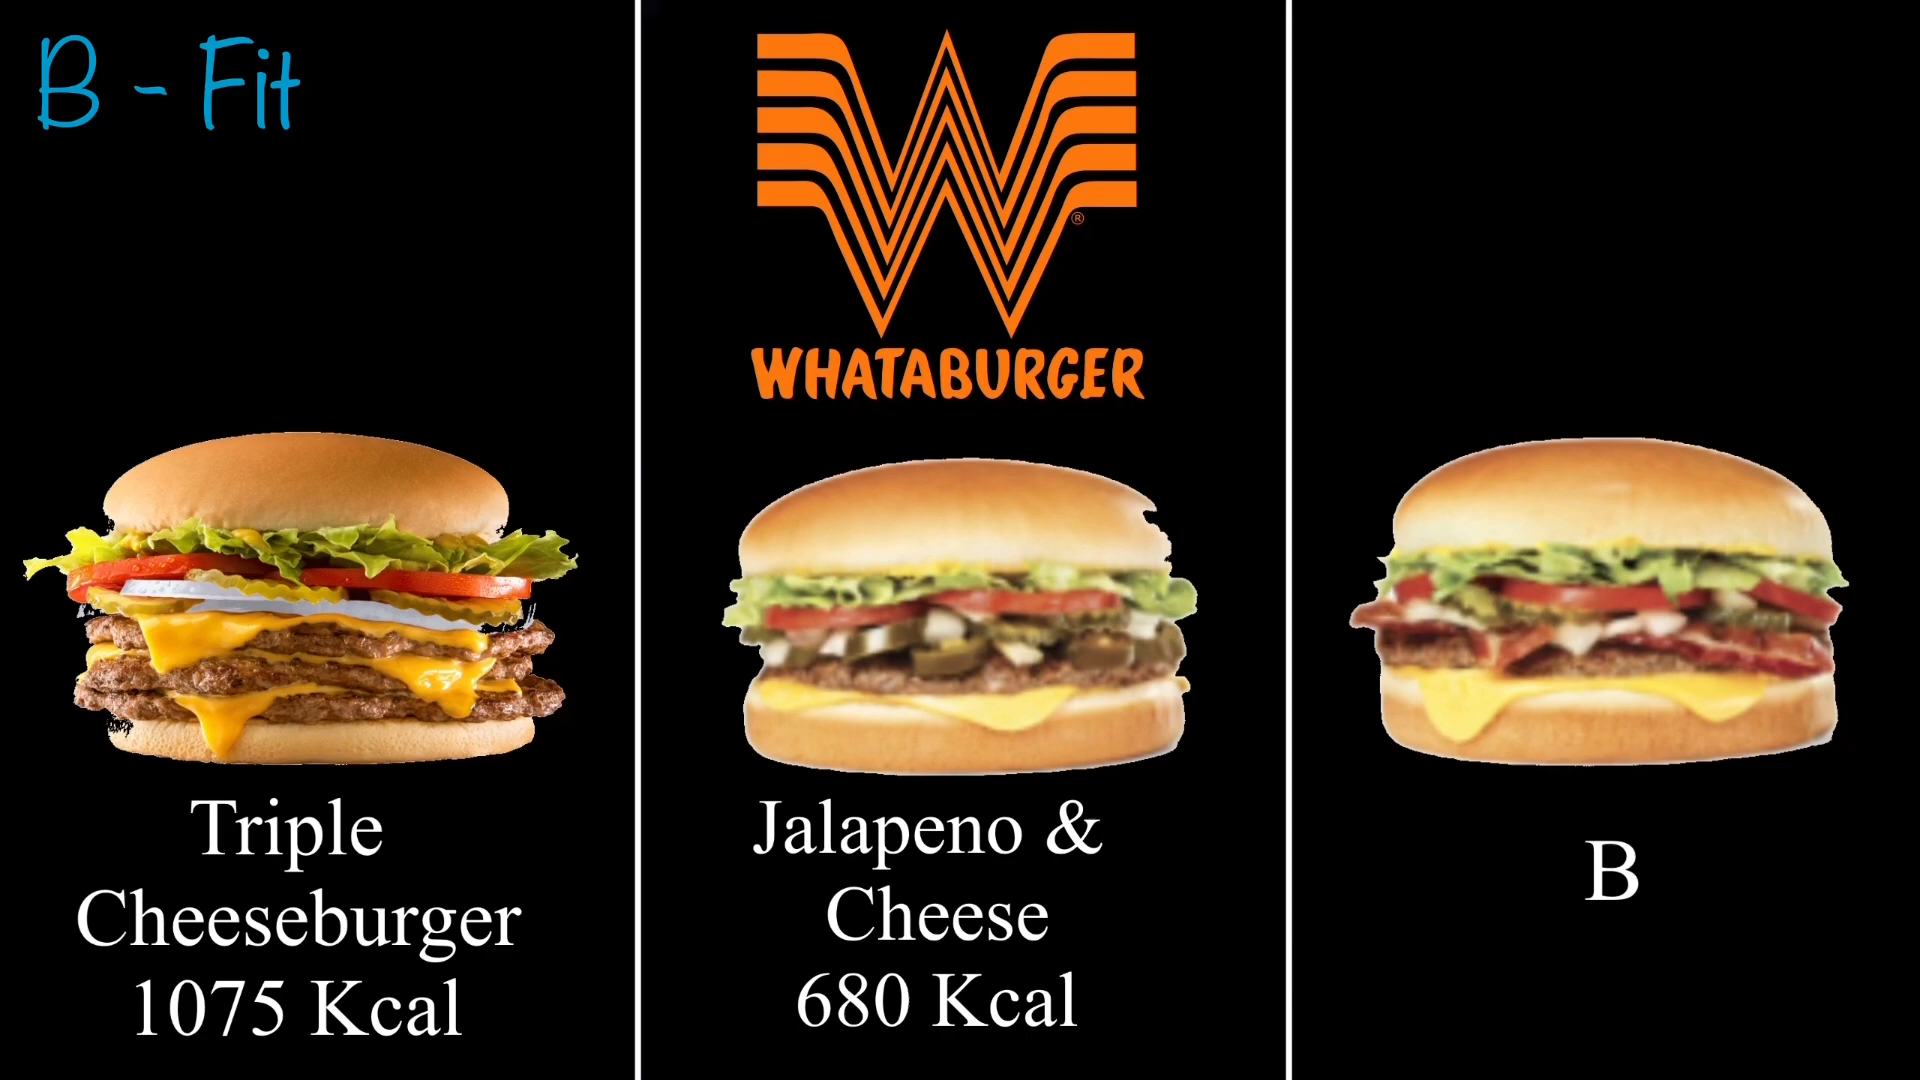 B - Fit
WHATABURGER
®
Triple
Cheeseburger
1075 Kcal
Jalapeno &
Cheese
680 Kcal
B